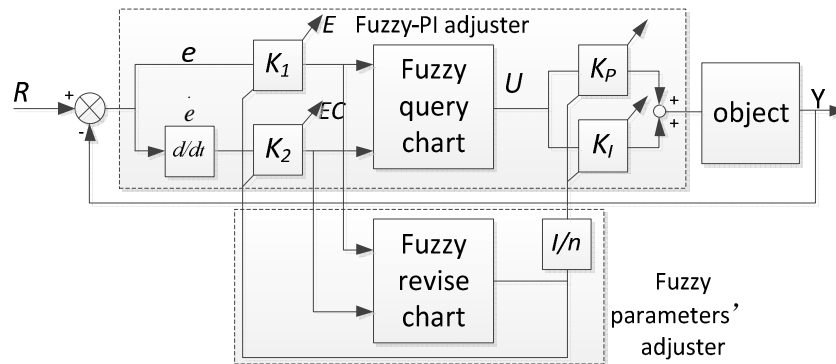 Fuzzy-PI adjuster
R
+
-
e
ė
d/dt
K1
E
K2
EC
Fuzzy
query
chart
U
KP
KI
+
+
object
Y
Fuzzy
revise
chart
I/n
Fuzzy
parameters’
adjuster